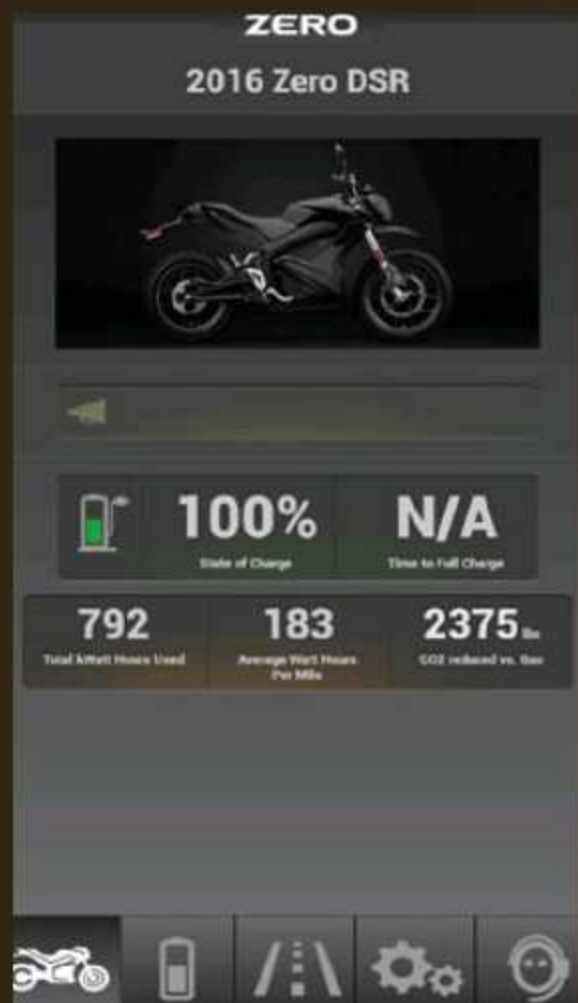 ZERO
2016 Zero DSR
100%
N/A
State of Charge
Time to Full Charge
792
183
2375 lbs
Total kWatt Hours Used
Average Watt Hours
Per Mile
CO2 reduced vs. Gas